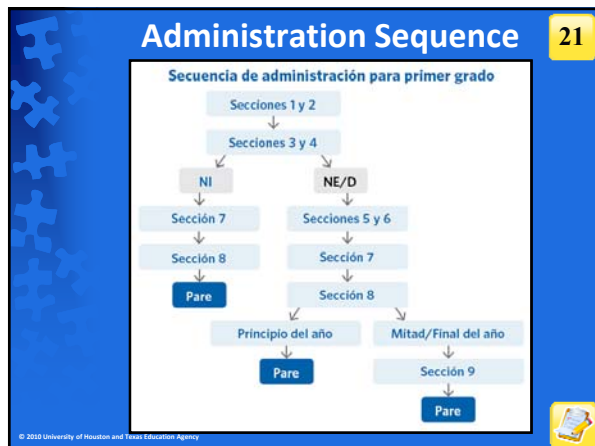 Administration Sequence
21
Secuencia de administración para primer grado
Secciones 1 y 2
Secciones 3 y 4
NI
NE/D
Sección 7
Secciones 5 y 6
Sección 8
Sección 7
Pare
Sección 8
Principio del año
Mitad/Final del año
Pare
Sección 9
Pare
© 2010 University of Houston and Texas Education Agency